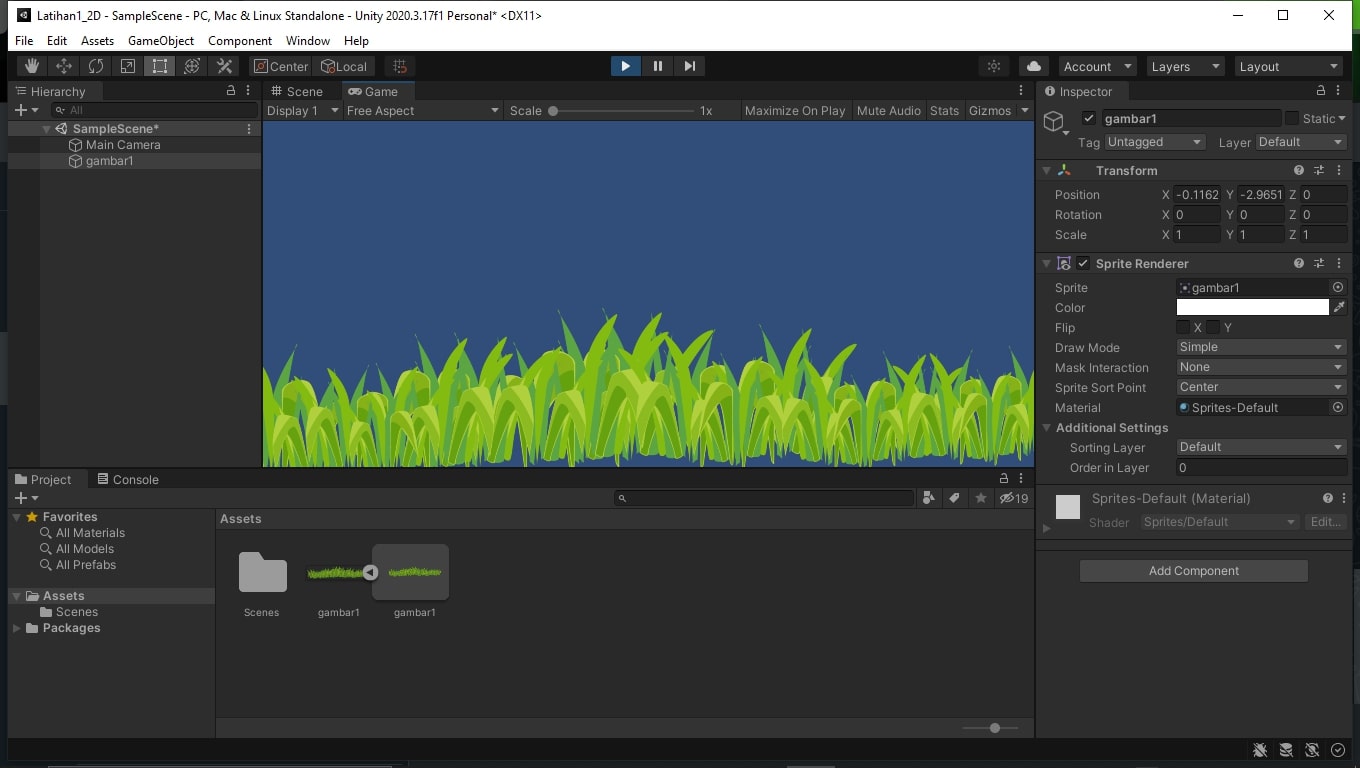 Latihan1_2D - SampleScene - PC, Mac & Linux Standalone - Unity 2020.3.17f1 Personal* <DX11>
File Edit Assets GameObject Component Window Help
Center Local Account Layers Layout
Hierarchy
All
SampleScene*
Main Camera
gambar1
Scene Game
Display 1 Free Aspect Scale 1x Maximize On Play Mute Audio Stats Gizmos
Inspector
gambar1 Static
Tag Untagged Layer Default
Transform
Position X -0.1162 Y -2.9651 Z 0
Rotation X 0 Y 0 Z 0
Scale X 1 Y 1 Z 1
Sprite Renderer
Sprite gambar1
Color
Flip X Y
Draw Mode Simple
Mask Interaction None
Sprite Sort Point Center
Material Sprites-Default
Additional Settings
Sorting Layer Default
Order in Layer 0
Sprites-Default (Material)
Shader Sprites/Default Edit...
Add Component
Project Console
19
Favorites
All Materials
All Models
All Prefabs
Assets
Scenes
Packages
Assets
Scenes gambar1 gambar1